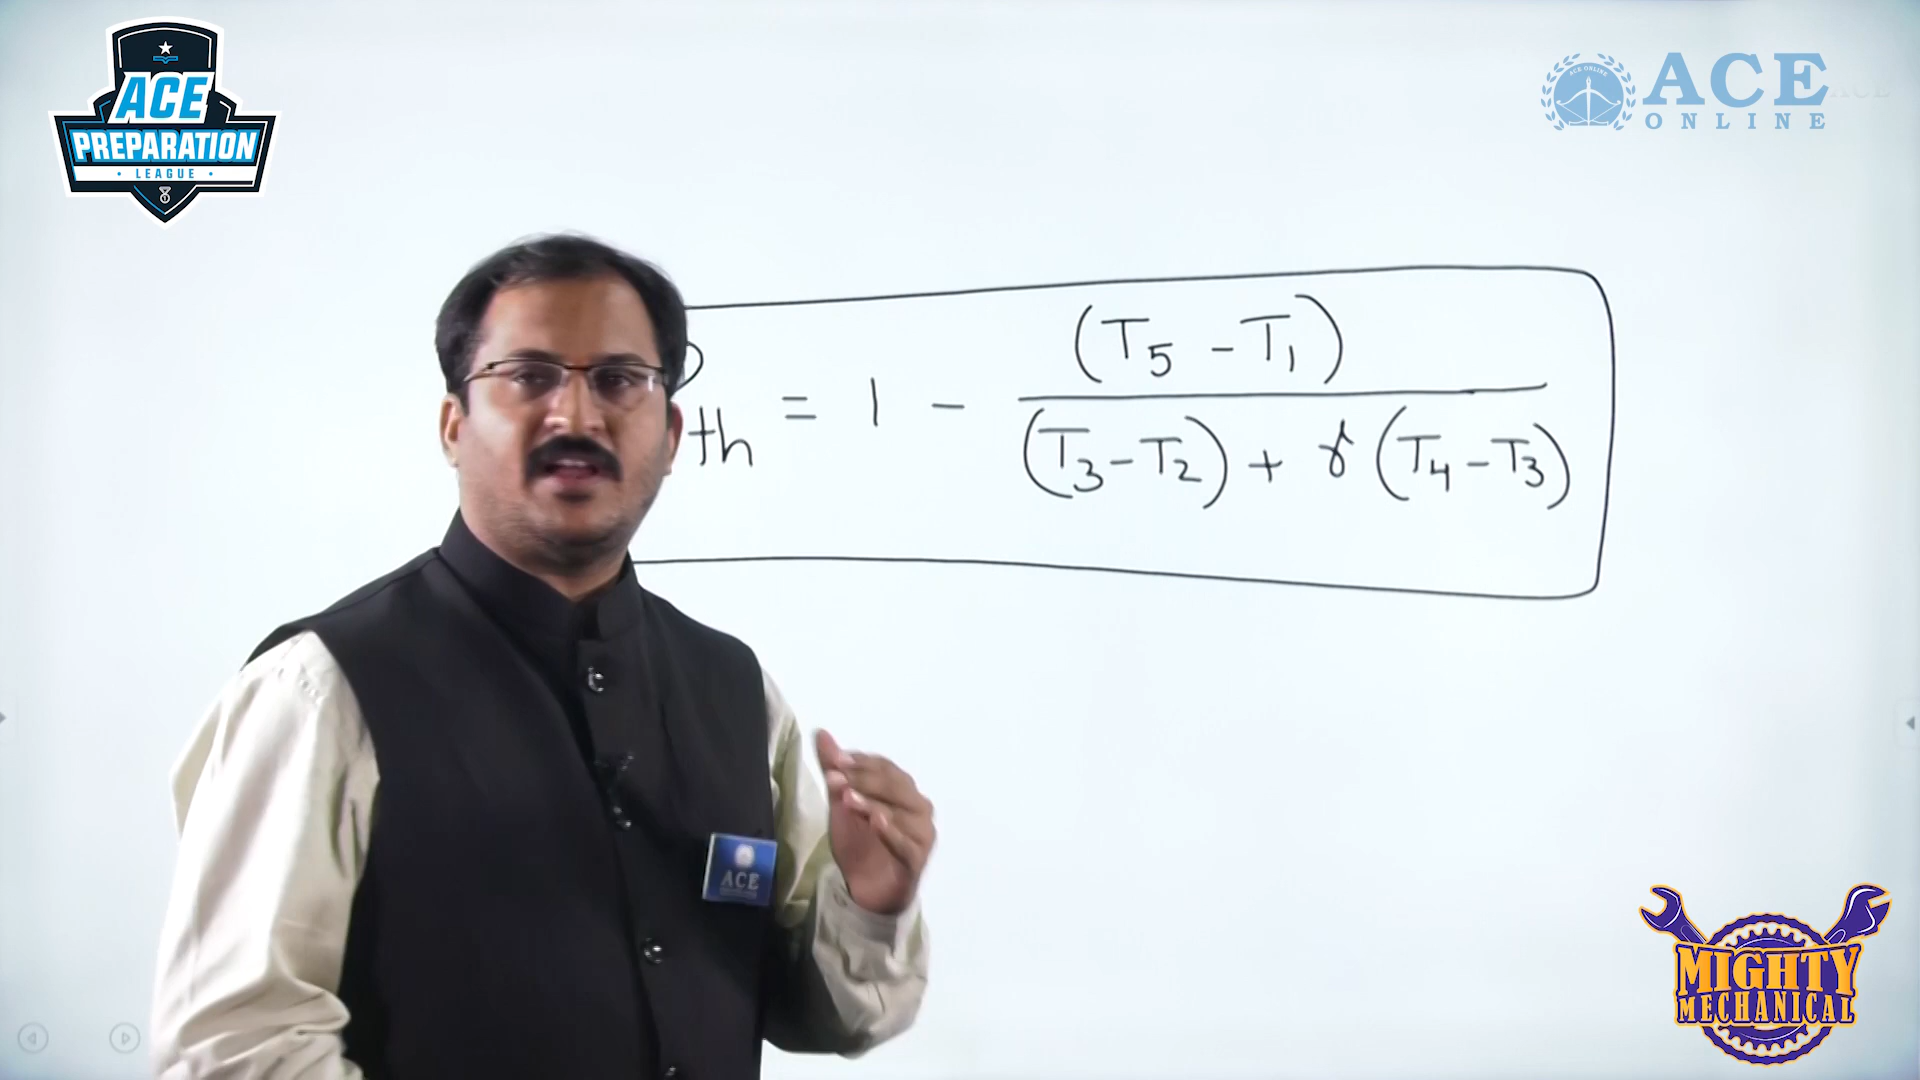 ACE
PREPARATION
LEAGUE
ACE
ONLINE
(T5 - T1)
th = 1 -
(T3 - T2) + γ (T4 - T3)
ACE
MIGHTY
MECHANICAL